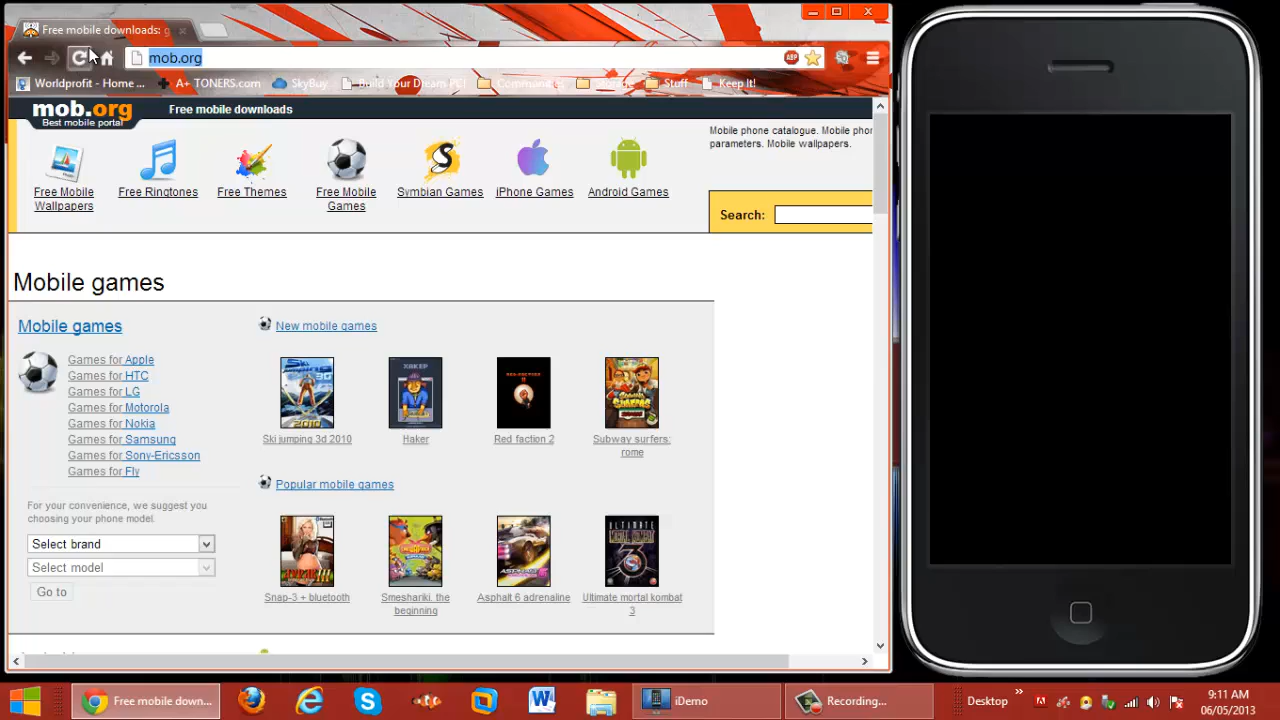 Free mobile downloads: g
mob.org
Worldprofit - Home ...
A+ TONERS.com
SkyBuy
Build Your Dream PC!
Stuff
Keep It!
mob.org
Best mobile portal
Free mobile downloads
Free Mobile
Wallpapers
Free Ringtones
Free Themes
Free Mobile
Games
Symbian Games
iPhone Games
Android Games
Mobile phone catalogue. Mobile phon
parameters. Mobile wallpapers.
Search:
Mobile games
Mobile games
Games for Apple
Games for HTC
Games for LG
Games for Motorola
Games for Nokia
Games for Samsung
Games for Sony-Ericsson
Games for Fly
For your convenience, we suggest you
choosing your phone model.
Select brand
Select model
Go to
New mobile games
Ski jumping 3d 2010
Haker
Red faction 2
Subway surfers:
rome
Popular mobile games
Snap-3 + bluetooth
Smeshariki. the
beginning
Asphalt 6 adrenaline
Ultimate mortal kombat
3
Free mobile down...
iDemo
Recording...
Desktop
9:11 AM
06/05/2013